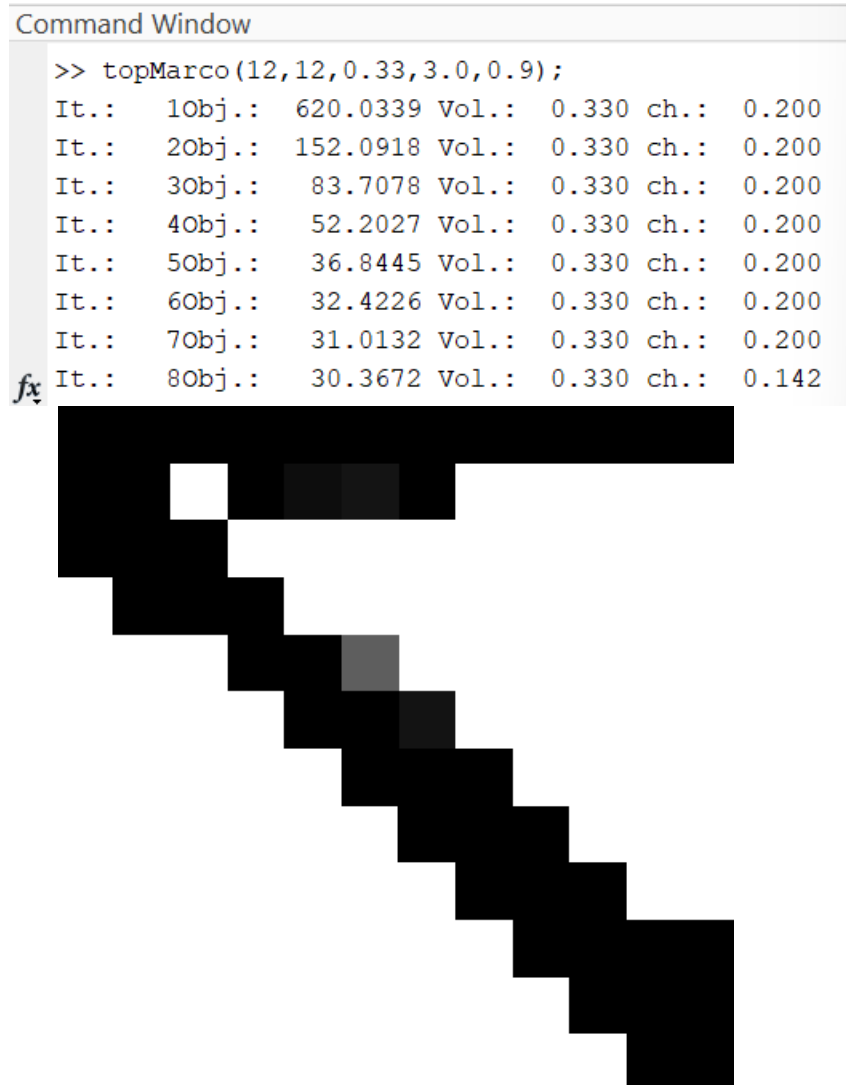 Command Window
>> topMarco(12,12,0.33,3.0,0.9);
It.: 1Obj.: 620.0339 Vol.: 0.330 ch.: 0.200
It.: 2Obj.: 152.0918 Vol.: 0.330 ch.: 0.200
It.: 3Obj.: 83.7078 Vol.: 0.330 ch.: 0.200
It.: 4Obj.: 52.2027 Vol.: 0.330 ch.: 0.200
It.: 5Obj.: 36.8445 Vol.: 0.330 ch.: 0.200
It.: 6Obj.: 32.4226 Vol.: 0.330 ch.: 0.200
It.: 7Obj.: 31.0132 Vol.: 0.330 ch.: 0.200
fx It.: 8Obj.: 30.3672 Vol.: 0.330 ch.: 0.142